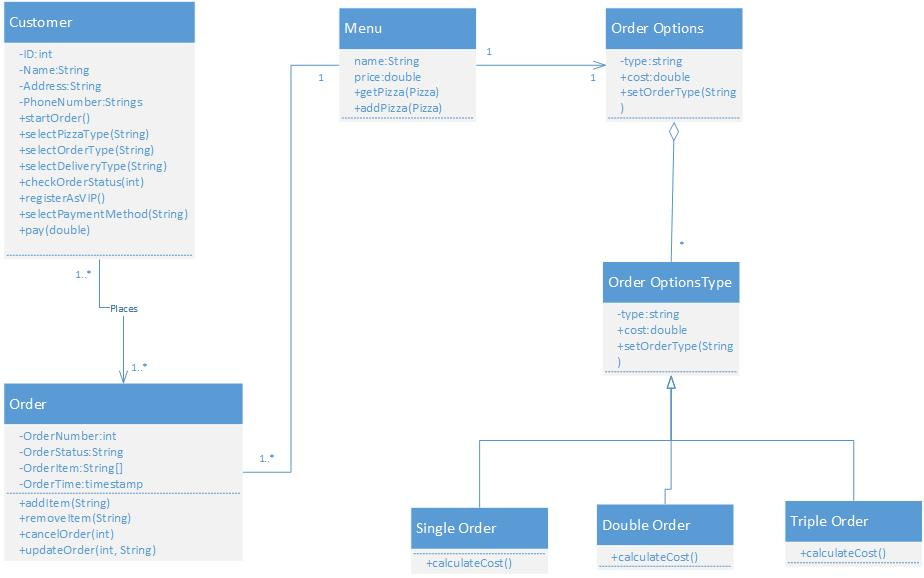 Customer
-ID:int
-Name:String
-Address:String
-PhoneNumber:Strings
+startOrder()
+selectPizzaType(String)
+selectOrderType(String)
+selectDeliveryType(String)
+checkOrderStatus(int)
+registerAsVIP()
+selectPaymentMethod(String)
+pay(double)
1..*
Places
1..*
Order
-OrderNumber:int
-OrderStatus:String
-OrderItem:String[]
-OrderTime:timestamp
+addItem(String)
+removeItem(String)
+cancelOrder(int)
+updateOrder(int, String)
1..*
1
Menu
name:String
price:double
+getPizza(Pizza)
+addPizza(Pizza)
1
1
Order Options
-type:string
+cost:double
+setOrderType(String
)
*
Order OptionsType
-type:string
+cost:double
+setOrderType(String
)
Single Order
+calculateCost()
Double Order
+calculateCost()
Triple Order
+calculateCost()